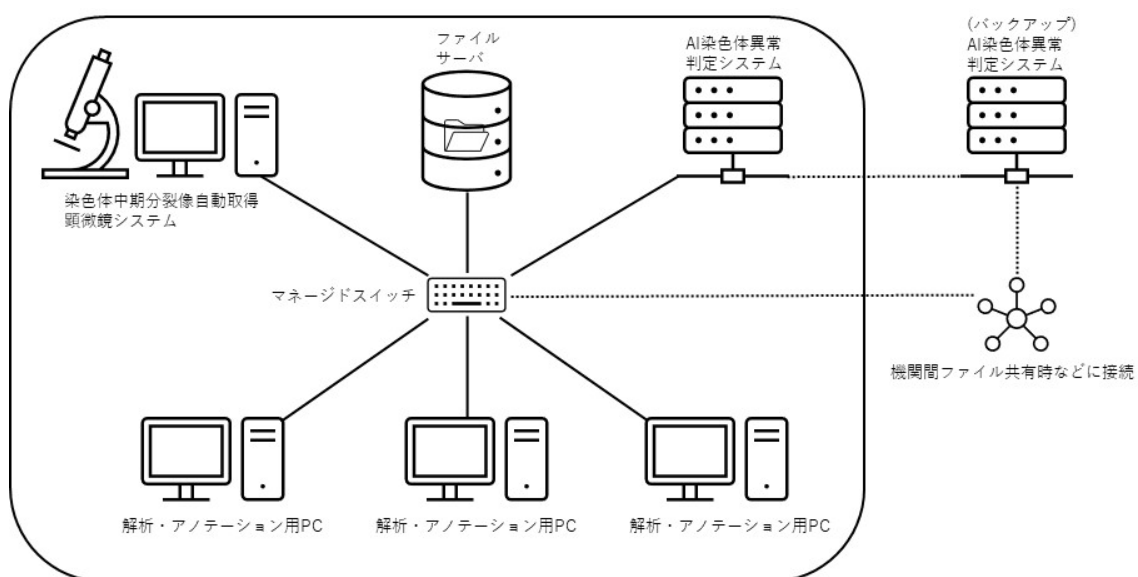 ファイル
サーバ
AI染色体異常
判定システム
(バックアップ)
AI染色体異常
判定システム
染色体中期分裂像自動取得
顕微鏡システム
マネージドスイッチ
機関間ファイル共有時などに接続
解析・アノテーション用PC
解析・アノテーション用PC
解析・アノテーション用PC